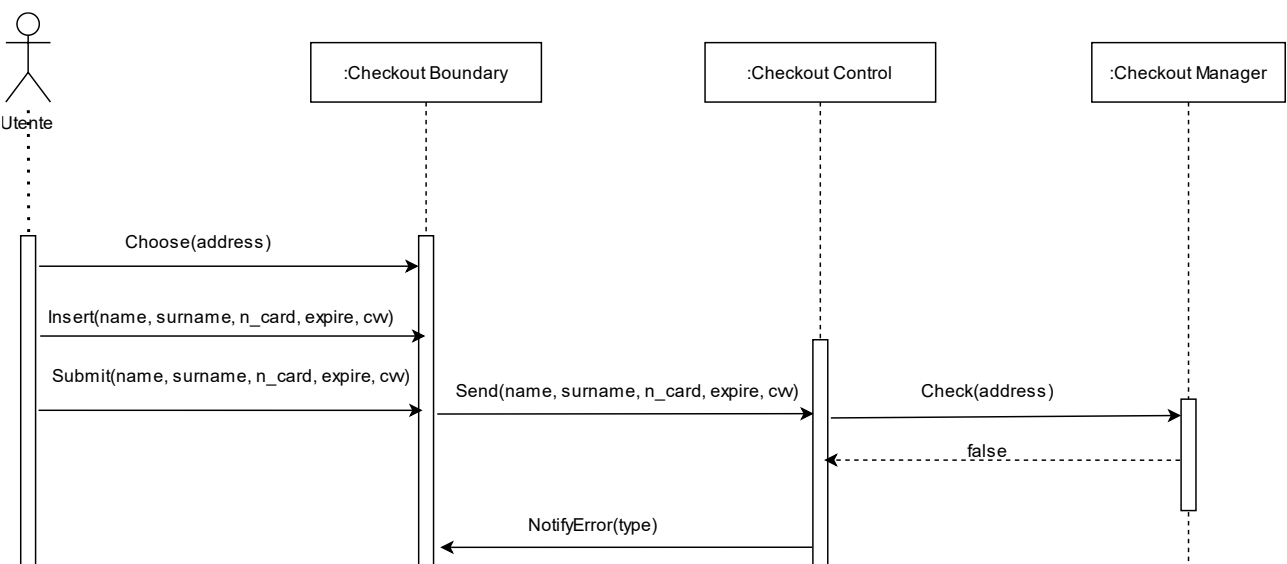 :Checkout Boundary
:Checkout Control
:Checkout Manager
Utente
Choose(address)
Insert(name, surname, n_card, expire, cvv)
Submit(name, surname, n_card, expire, cvv)
Send(name, surname, n_card, expire, cvv)
Check(address)
false
NotifyError(type)